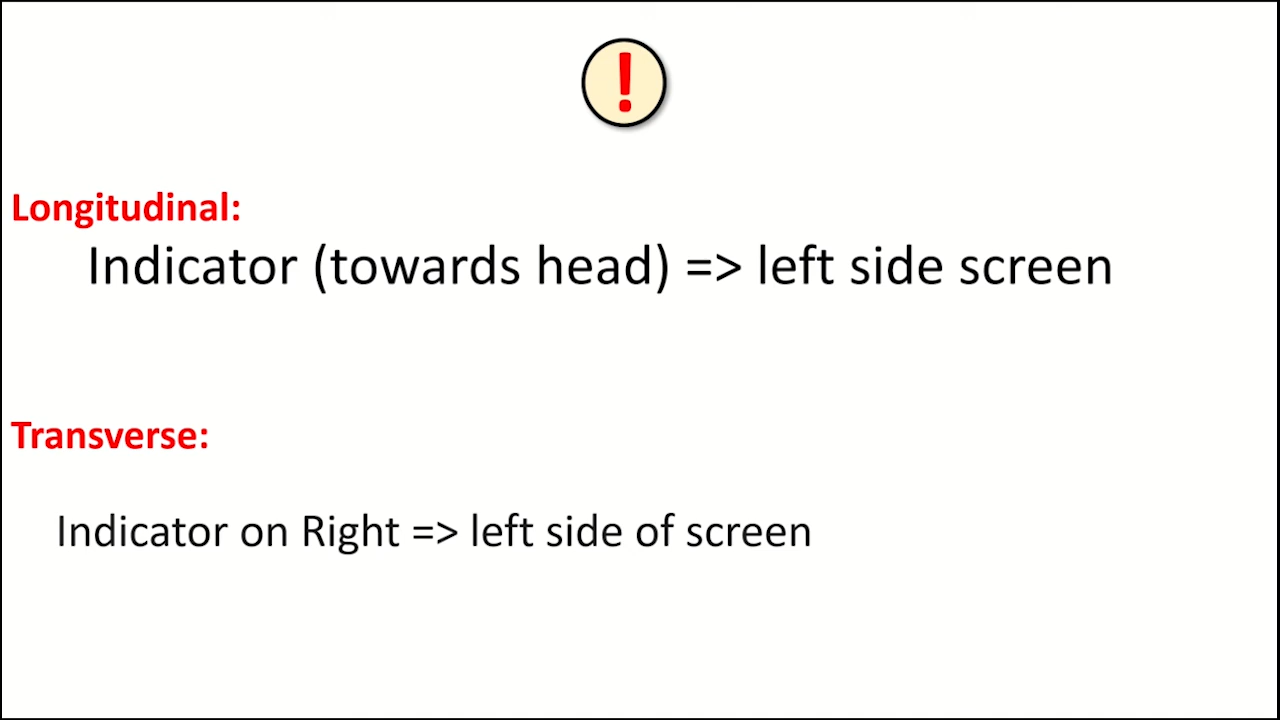 !
Longitudinal:
Indicator (towards head) => left side screen
Transverse:
Indicator on Right => left side of screen